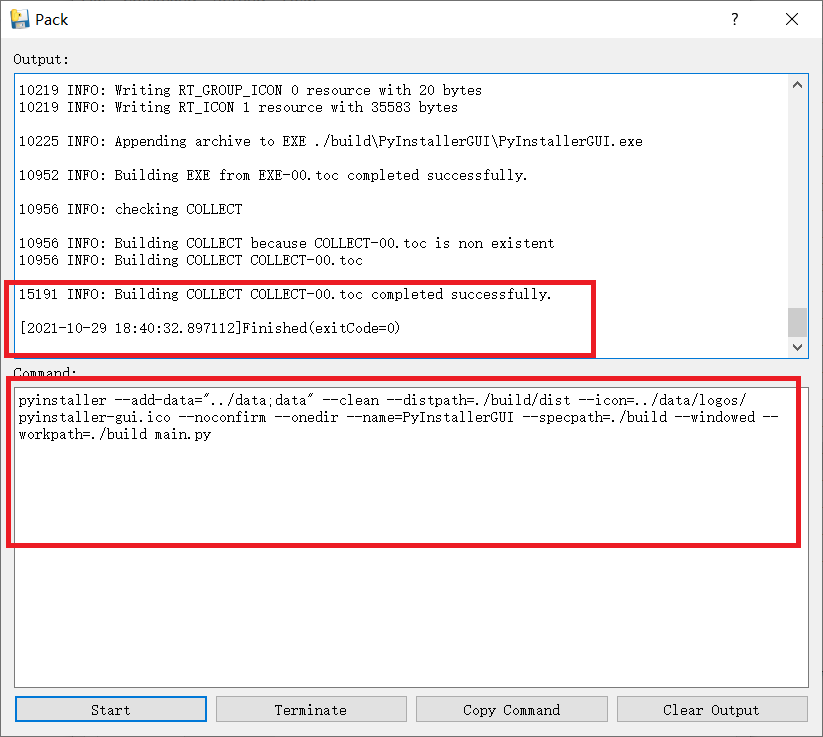 Pack
?
Output:
10219 INFO: Writing RT_GROUP_ICON 0 resource with 20 bytes
10219 INFO: Writing RT_ICON 1 resource with 35583 bytes
10225 INFO: Appending archive to EXE ./build\PyInstallerGUI\PyInstallerGUI.exe
10952 INFO: Building EXE from EXE-00.toc completed successfully.
10956 INFO: checking COLLECT
10956 INFO: Building COLLECT because COLLECT-00.toc is non existent
10956 INFO: Building COLLECT COLLECT-00.toc
15191 INFO: Building COLLECT COLLECT-00.toc completed successfully.
[2021-10-29 18:40:32.897112]Finished(exitCode=0)
Command:
pyinstaller --add-data="../data;data" --clean --distpath=./build/dist --icon=../data/logos/
pyinstaller-gui.ico --noconfirm --onedir --name=PyInstallerGUI --specpath=./build --windowed --
workpath=./build main.py
Start Terminate Copy Command Clear Output